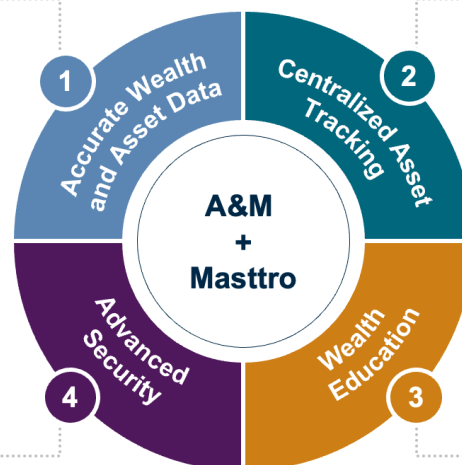 1
Accurate Wealth
and Asset Data
2
Centralized Asset
Tracking
A&M
+
Masttro
Wealth
Education
3
Advanced
Security
4